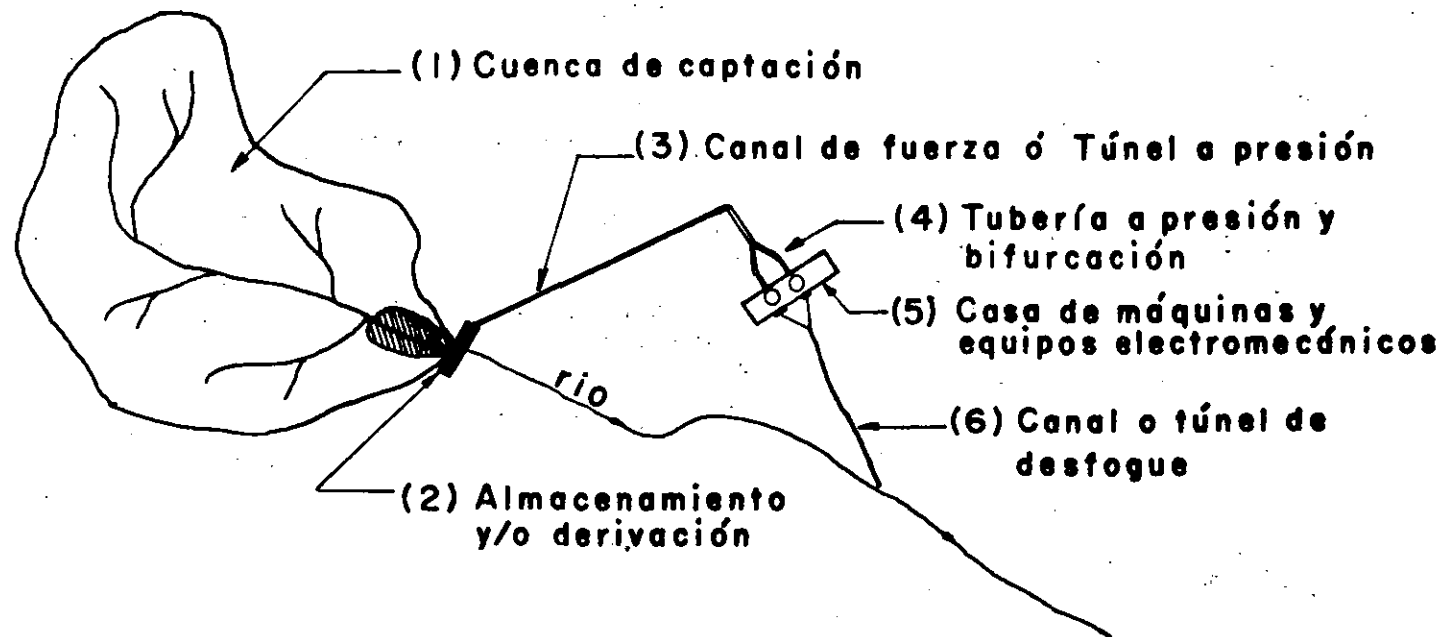 (1) Cuenca de captación
(3) Canal de fuerza ó Túnel a presión
(4) Tubería a presión y
bifurcación
(5) Casa de máquinas y
equipos electromecánicos
rio
(6) Canal o túnel de
desfogue
(2) Almacenamiento
y/o derivación